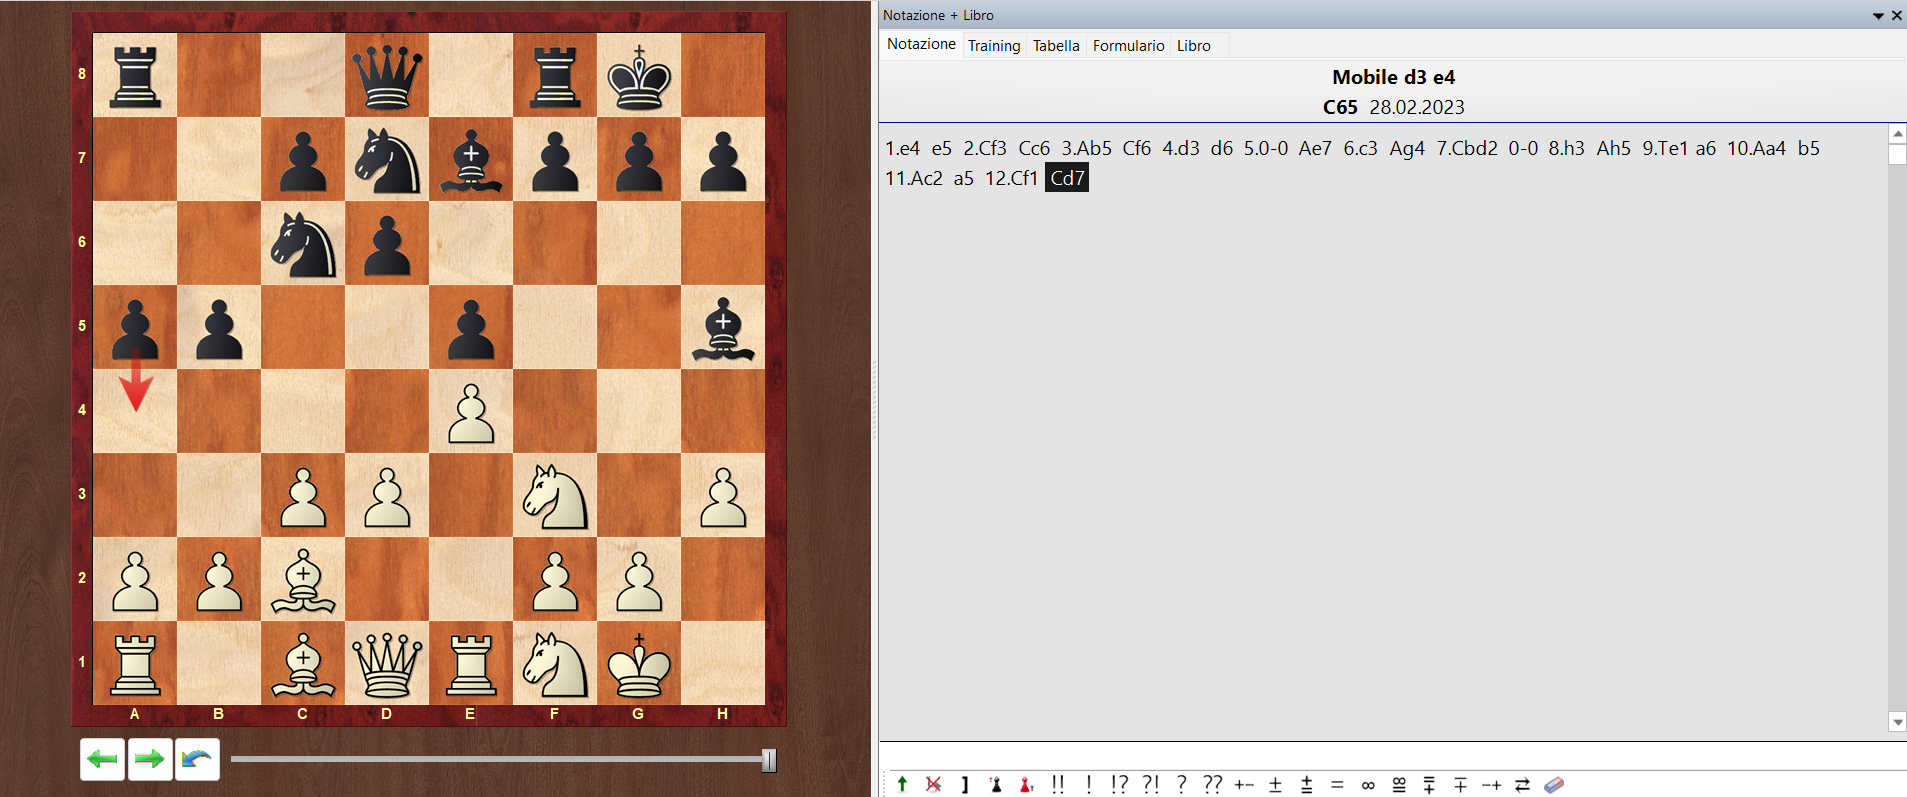 Notazione + Libro
Notazione Training Tabella Formulario Libro
Mobile d3 e4
C65 28.02.2023
1.e4 e5 2.Cf3 Cc6 3.Ab5 Cf6 4.d3 d6 5.0-0 Ae7 6.c3 Ag4 7.Cbd2 0-0 8.h3 Ah5 9.Te1 a6 10.Aa4 b5
11.Ac2 a5 12.Cf1 Cd7
8
7
6
5
4
3
2
1
A B C D E F G H
] !! ! !? ?! ? ?? +- ± ⩲ = ∞ ≌ ⩱ ∓ -+ ⇄